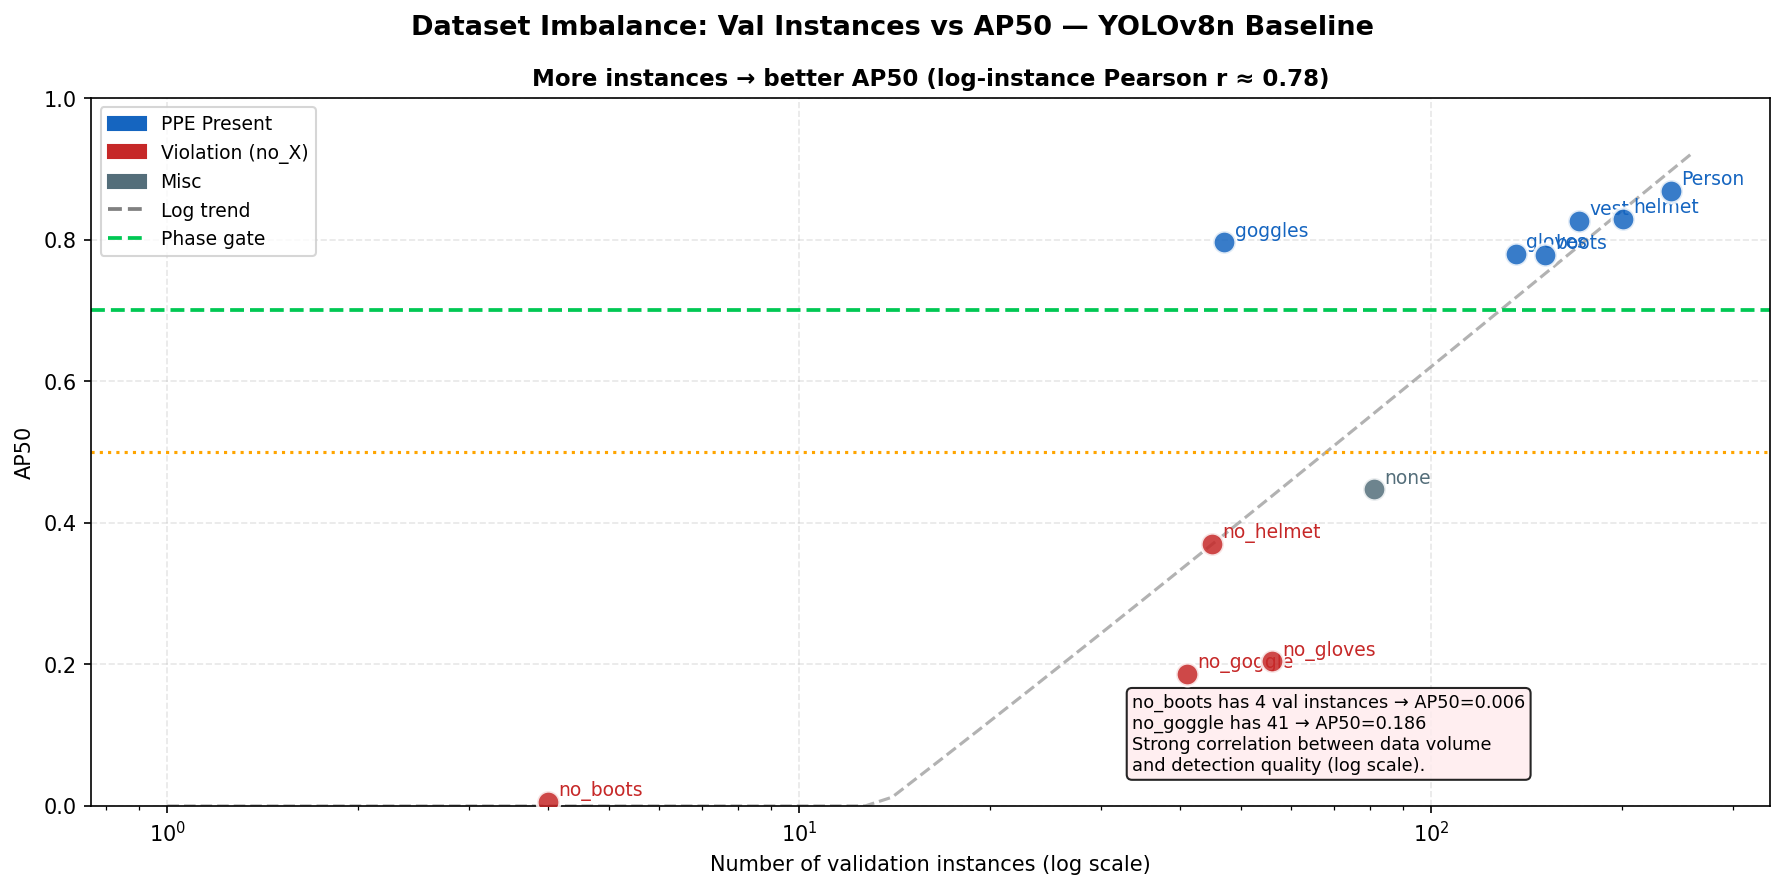 Dataset Imbalance: Val Instances vs AP50 — YOLOv8n Baseline
More instances → better AP50 (log-instance Pearson r ≈ 0.78)
PPE Present
Violation (no_X)
Misc
Log trend
Phase gate
AP50
1.0
0.8
0.6
0.4
0.2
0.0
Person
vest
helmet
goggles
gloves
boots
none
no_helmet
no_gloves
no_goggle
no_boots
no_boots has 4 val instances → AP50=0.006
no_goggle has 41 → AP50=0.186
Strong correlation between data volume
and detection quality (log scale).
10⁰ 10¹ 10²
Number of validation instances (log scale)